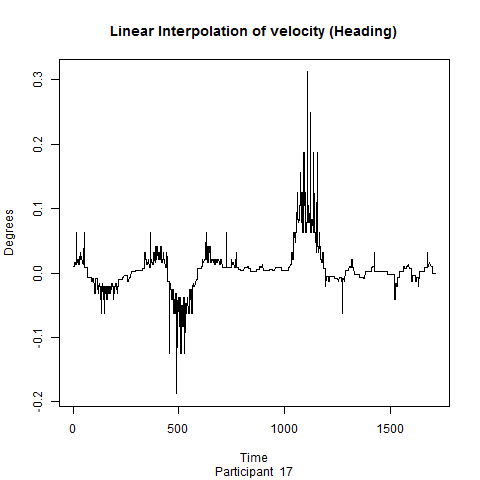 Linear Interpolation of velocity (Heading)
0.3
0.2
0.1
0.0
-0.1
-0.2
Degrees
0 500 1000 1500
Time
Participant 17